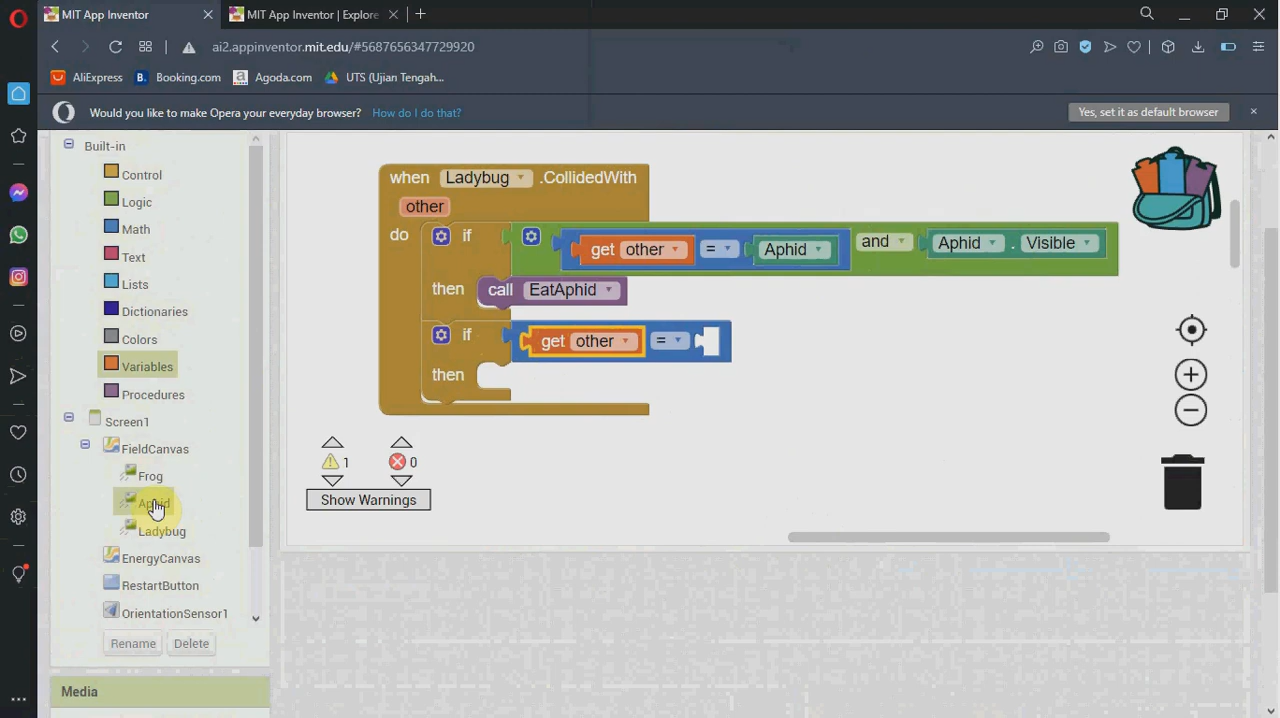 MIT App Inventor
MIT App Inventor | Explore
ai2.appinventor.mit.edu/#5687656347729920
AliExpress
Booking.com
Agoda.com
UTS (Ujian Tengah...
Would you like to make Opera your everyday browser? How do I do that?
Yes, set it as default browser
Built-in
Control
Logic
Math
Text
Lists
Dictionaries
Colors
Variables
Procedures
Screen1
FieldCanvas
Frog
Aphid
Ladybug
EnergyCanvas
RestartButton
OrientationSensor1
Rename Delete
Media
when Ladybug .CollidedWith
other
do if get other = Aphid and Aphid . Visible
then call EatAphid
if get other =
then
1 0
Show Warnings